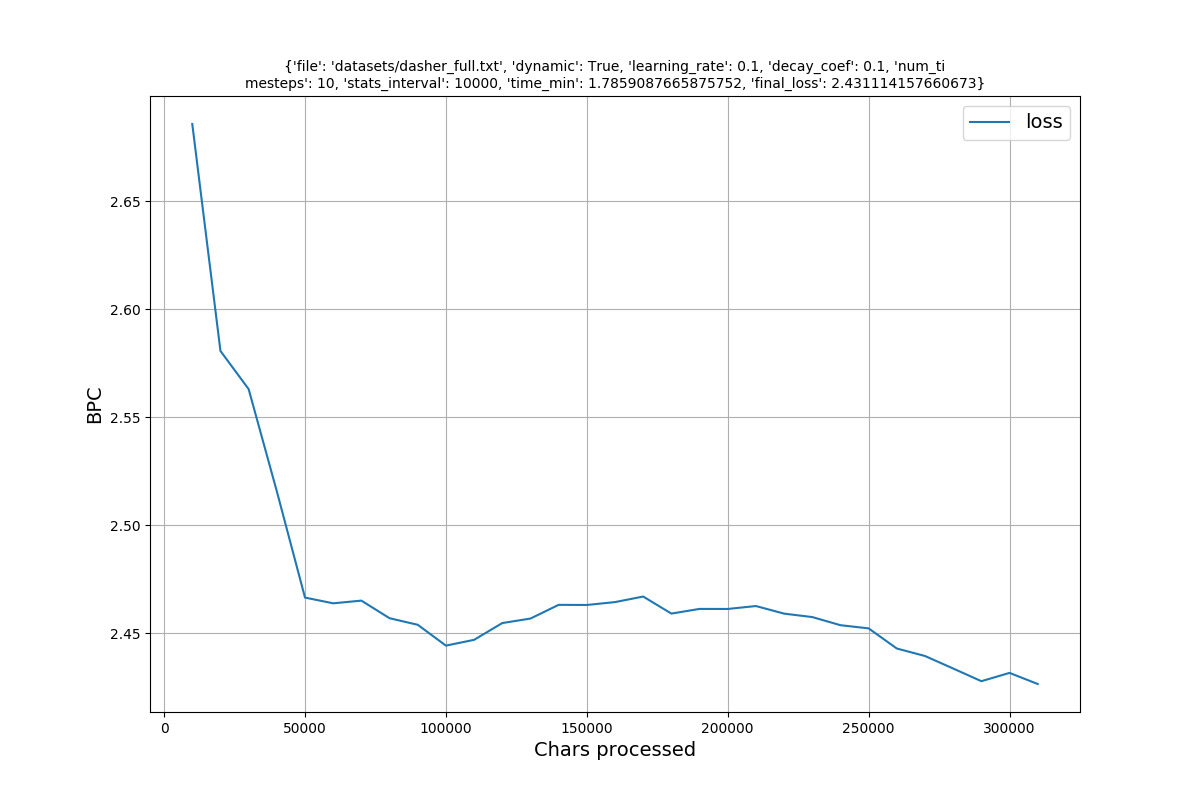 {'file': 'datasets/dasher_full.txt', 'dynamic': True, 'learning_rate': 0.1, 'decay_coef': 0.1, 'num_ti
mesteps': 10, 'stats_interval': 10000, 'time_min': 1.7859087665875752, 'final_loss': 2.431114157660673}
loss
2.65
2.60
2.55
2.50
2.45
BPC
0 50000 100000 150000 200000 250000 300000
Chars processed